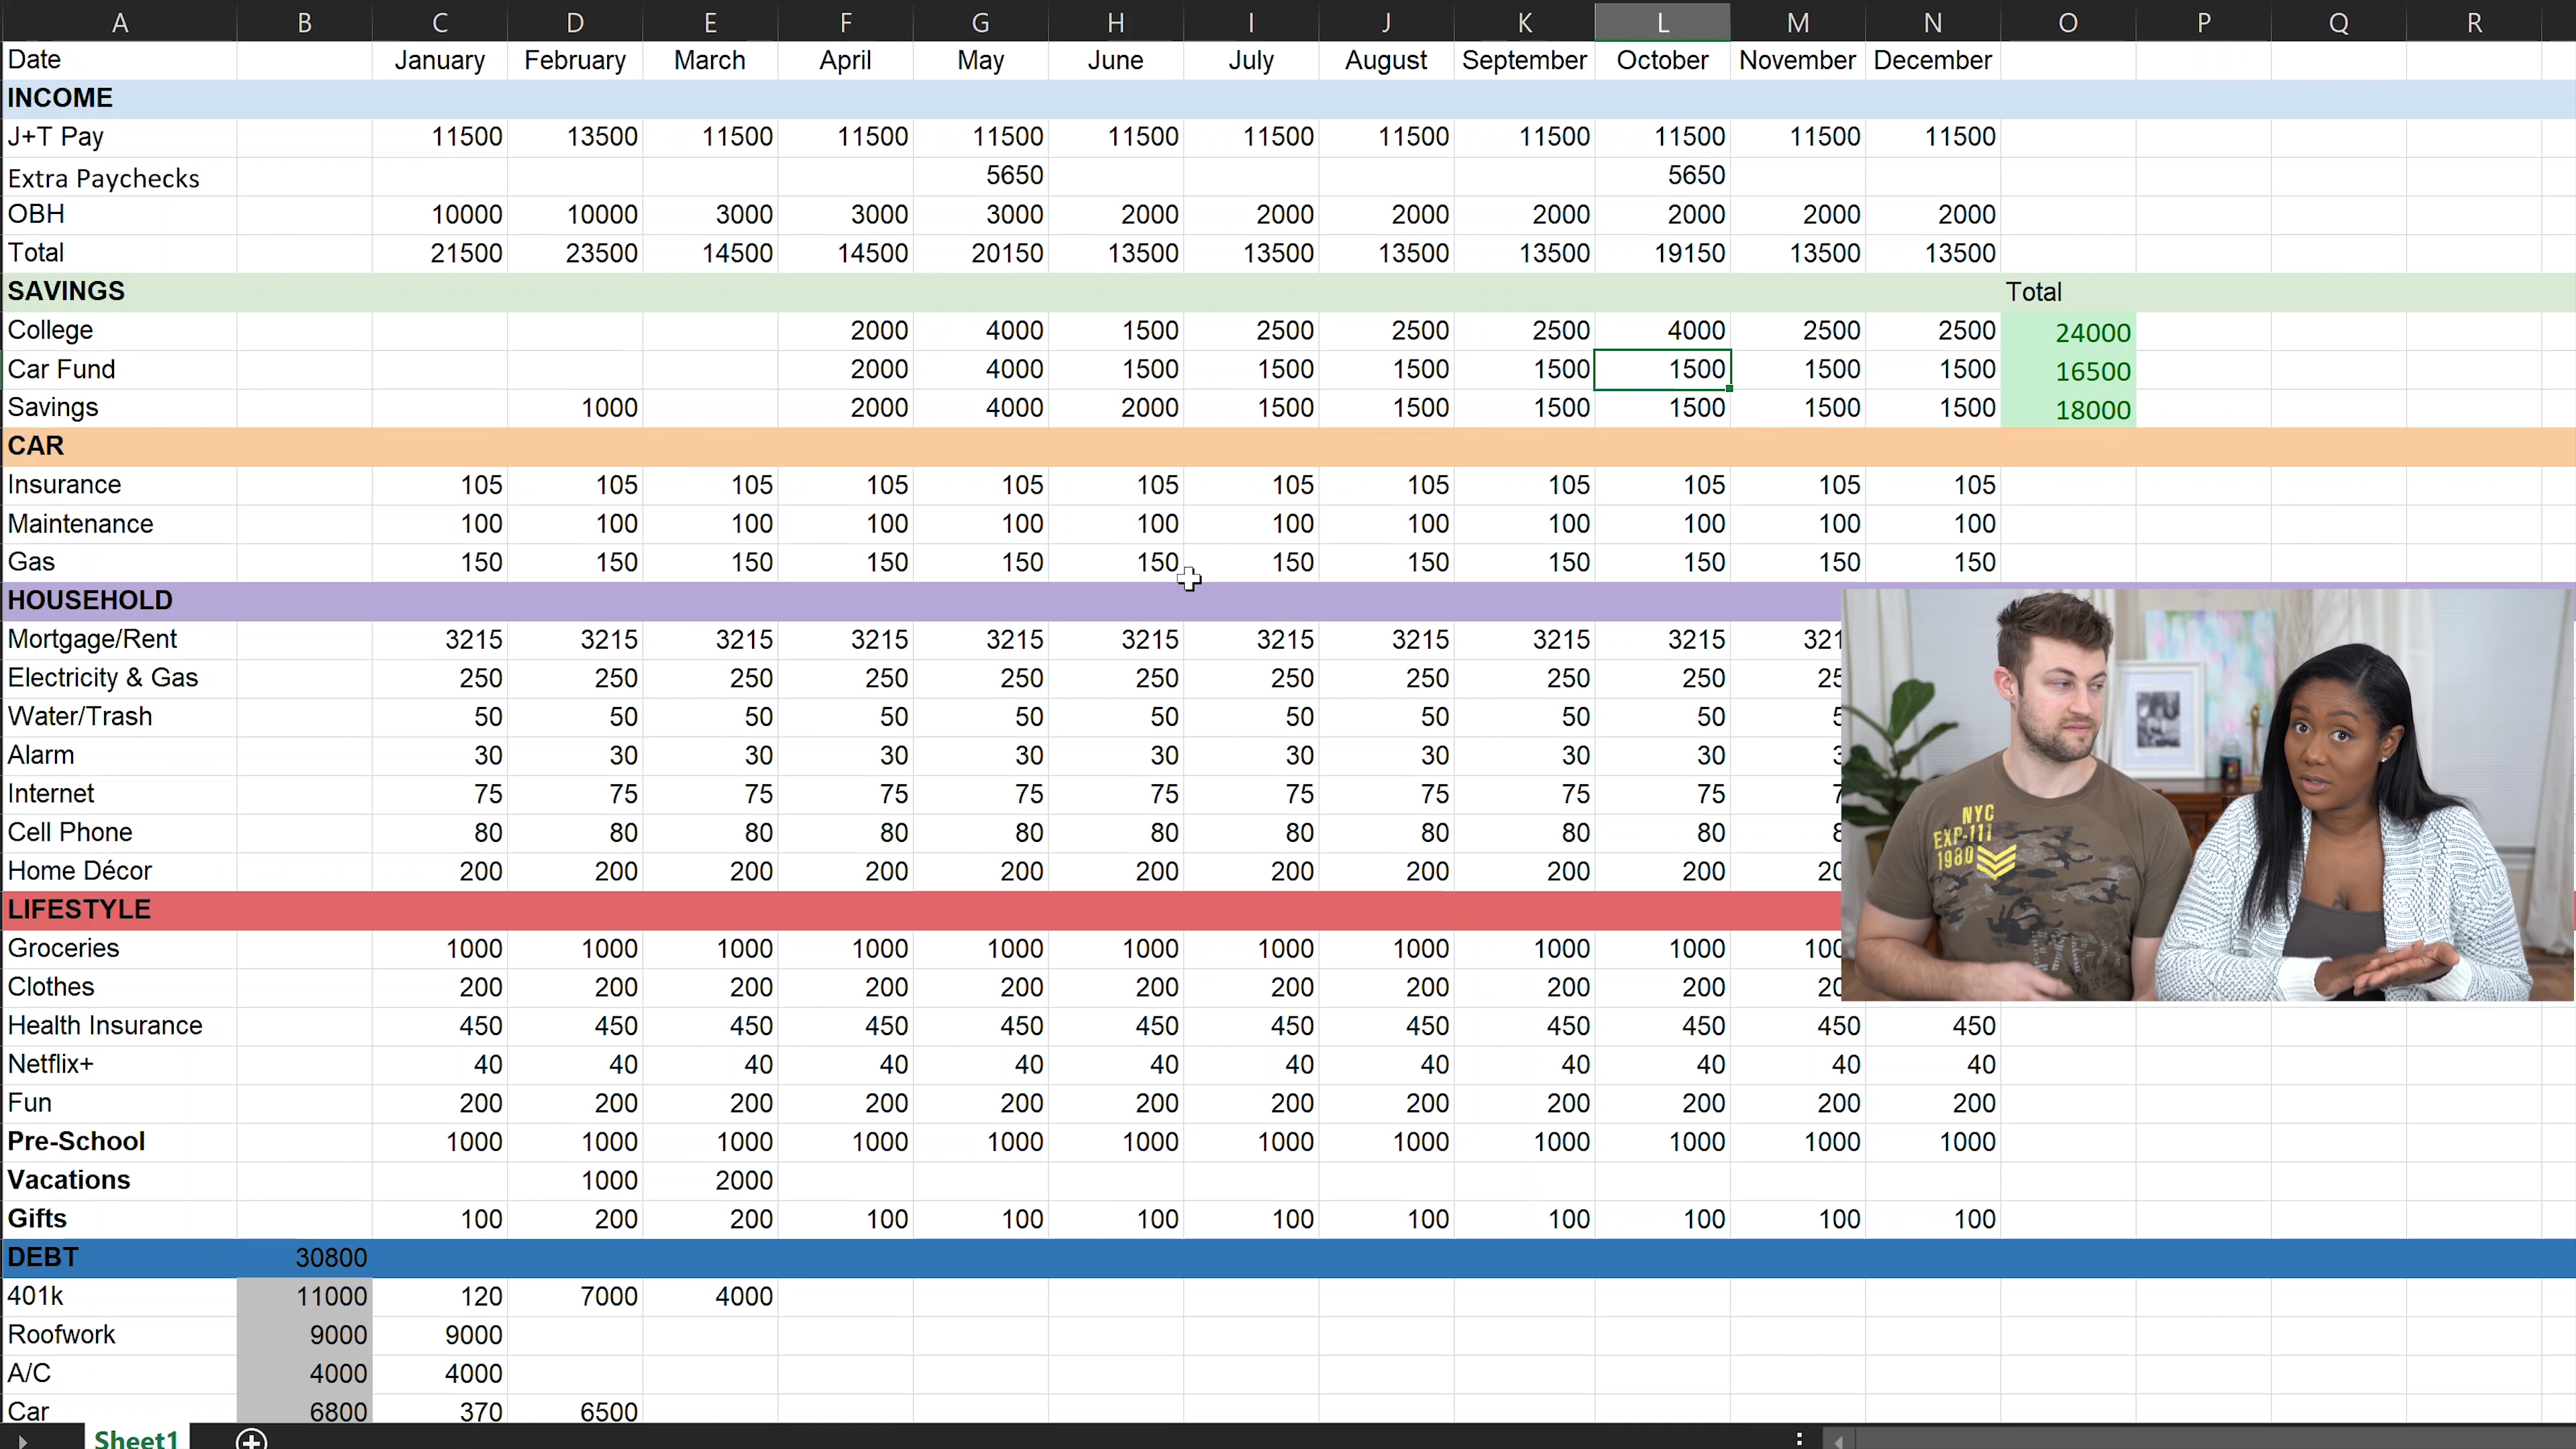 A B C D E F G H I J K L M N O P Q R
Date January February March April May June July August September October November December
INCOME
J+T Pay 11500 13500 11500 11500 11500 11500 11500 11500 11500 11500 11500 11500
Extra Paychecks 5650 5650
OBH 10000 10000 3000 3000 3000 2000 2000 2000 2000 2000 2000 2000
Total 21500 23500 14500 14500 20150 13500 13500 13500 13500 19150 13500 13500
SAVINGS Total
College 2000 4000 1500 2500 2500 2500 4000 2500 2500 24000
Car Fund 2000 4000 1500 1500 1500 1500 1500 1500 1500 16500
Savings 1000 2000 4000 2000 1500 1500 1500 1500 1500 1500 18000
CAR
Insurance 105 105 105 105 105 105 105 105 105 105 105 105
Maintenance 100 100 100 100 100 100 100 100 100 100 100 100
Gas 150 150 150 150 150 150 150 150 150 150 150 150
HOUSEHOLD
Mortgage/Rent 3215 3215 3215 3215 3215 3215 3215 3215 3215 3215 321
Electricity & Gas 250 250 250 250 250 250 250 250 250 250 25
Water/Trash 50 50 50 50 50 50 50 50 50 50 5
Alarm 30 30 30 30 30 30 30 30 30 30 3
Internet 75 75 75 75 75 75 75 75 75 75 7
Cell Phone 80 80 80 80 80 80 80 80 80 80 8
Home Décor 200 200 200 200 200 200 200 200 200 200 20
NYC
EXP-111
1980
LIFESTYLE
Groceries 1000 1000 1000 1000 1000 1000 1000 1000 1000 1000 100
Clothes 200 200 200 200 200 200 200 200 200 200 20
Health Insurance 450 450 450 450 450 450 450 450 450 450 450 450
Netflix+ 40 40 40 40 40 40 40 40 40 40 40 40
Fun 200 200 200 200 200 200 200 200 200 200 200 200
Pre-School 1000 1000 1000 1000 1000 1000 1000 1000 1000 1000 1000 1000
Vacations 1000 2000
Gifts 100 200 200 100 100 100 100 100 100 100 100 100
DEBT 30800
401k 11000 120 7000 4000
Roofwork 9000 9000
A/C 4000 4000
Car 6800 370 6500
Sheet1